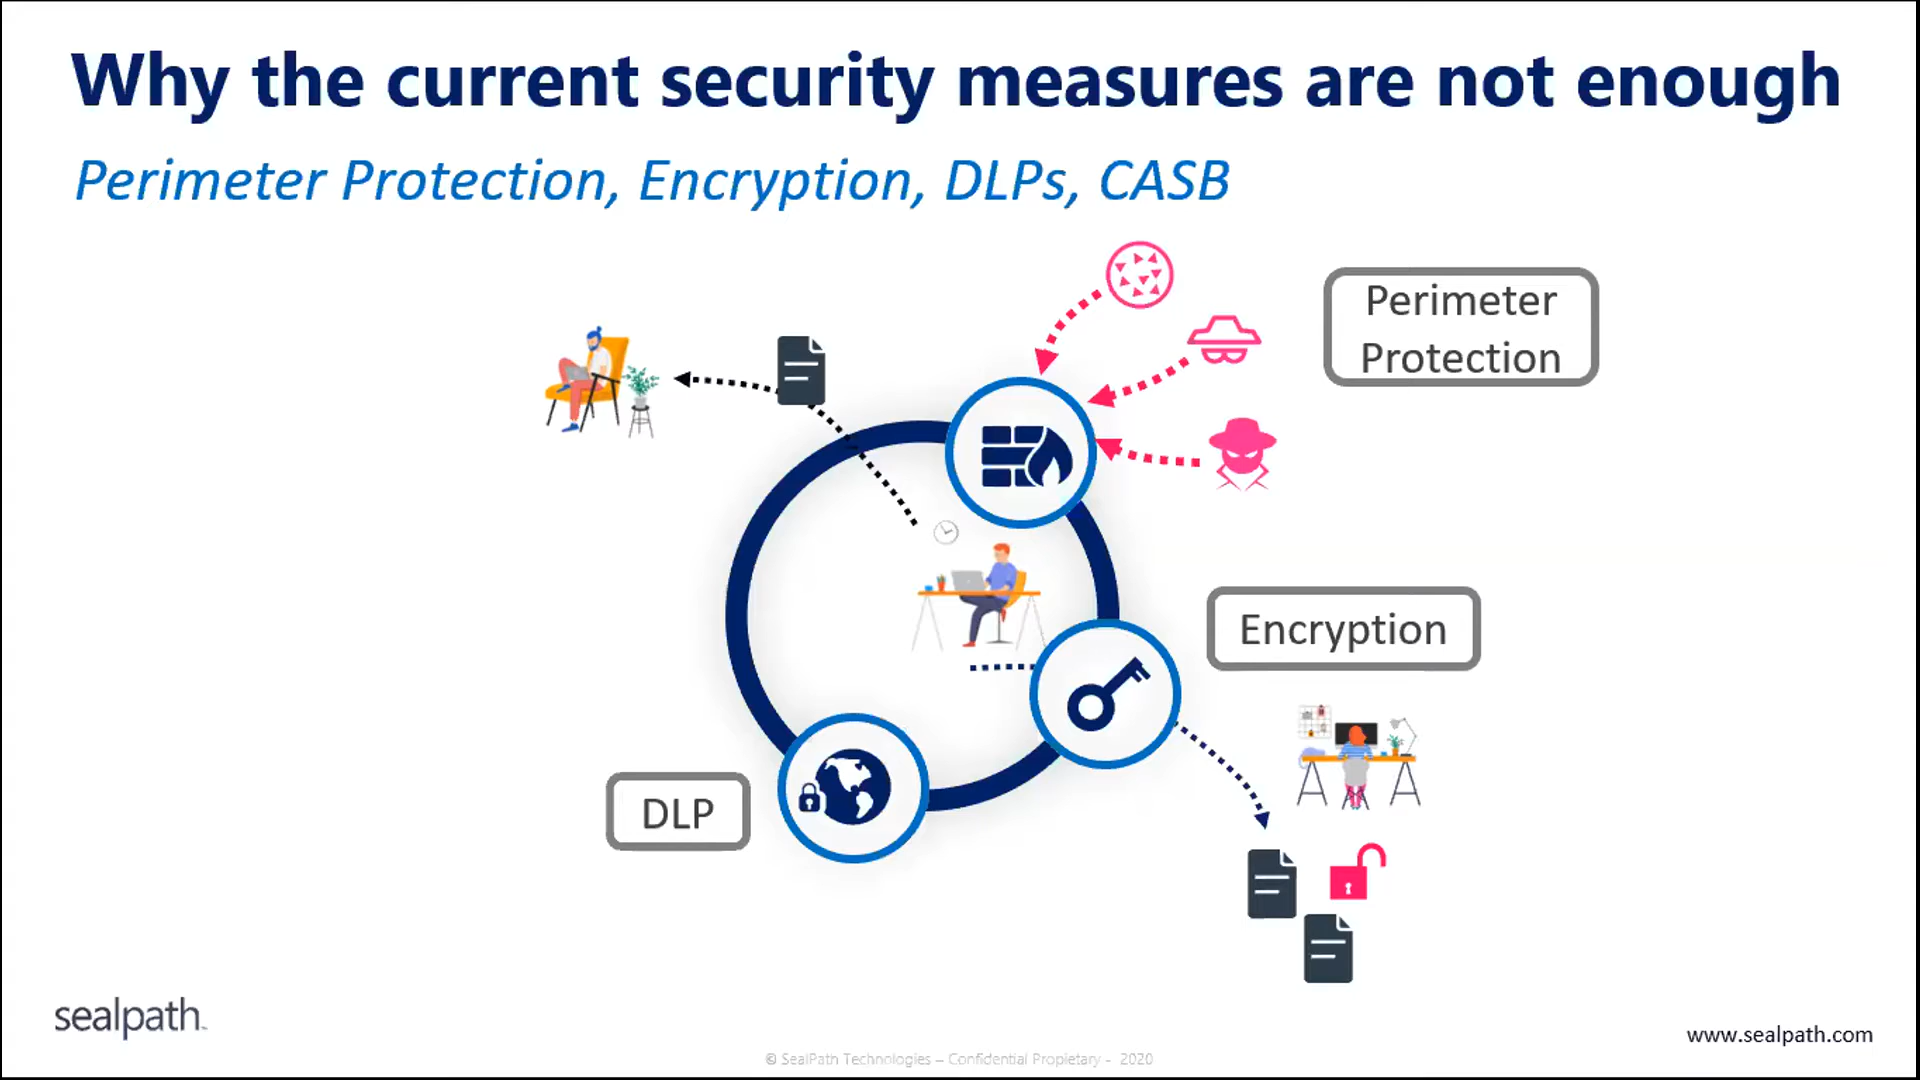 Why the current security measures are not enough
Perimeter Protection, Encryption, DLPs, CASB
Perimeter
Protection
Encryption
DLP
sealpath
www.sealpath.com
© SealPath Technologies – Confidential Propietary - 2020